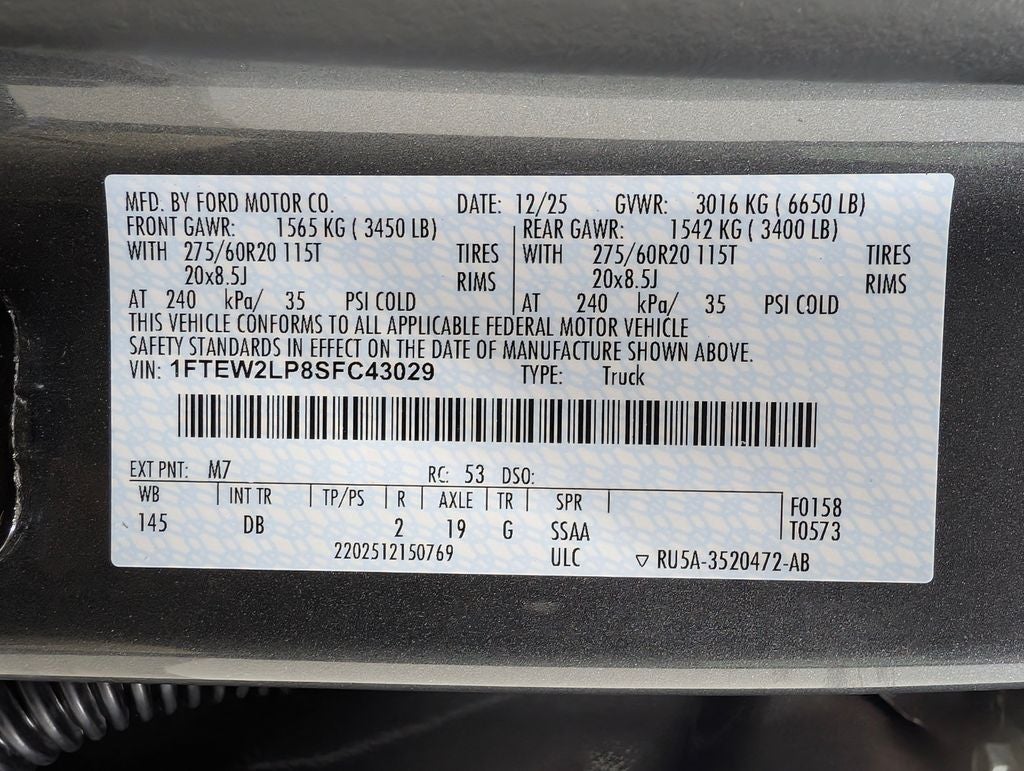 MFD. BY FORD MOTOR CO. DATE: 12/25 GVWR: 3016 KG ( 6650 LB)
FRONT GAWR: 1565 KG ( 3450 LB) REAR GAWR: 1542 KG ( 3400 LB)
WITH 275/60R20 115T TIRES WITH 275/60R20 115T TIRES
20x8.5J RIMS 20x8.5J RIMS
AT 240 kPa/ 35 PSI COLD AT 240 kPa/ 35 PSI COLD
THIS VEHICLE CONFORMS TO ALL APPLICABLE FEDERAL MOTOR VEHICLE
SAFETY STANDARDS IN EFFECT ON THE DATE OF MANUFACTURE SHOWN ABOVE.
VIN: 1FTEW2LP8SFC43029 TYPE: Truck
EXT PNT: M7 RC: 53 DSO:
WB INT TR TP/PS R AXLE TR SPR F0158
145 DB 2 19 G SSAA T0573
2202512150769 ULC ▽ RU5A-3520472-AB